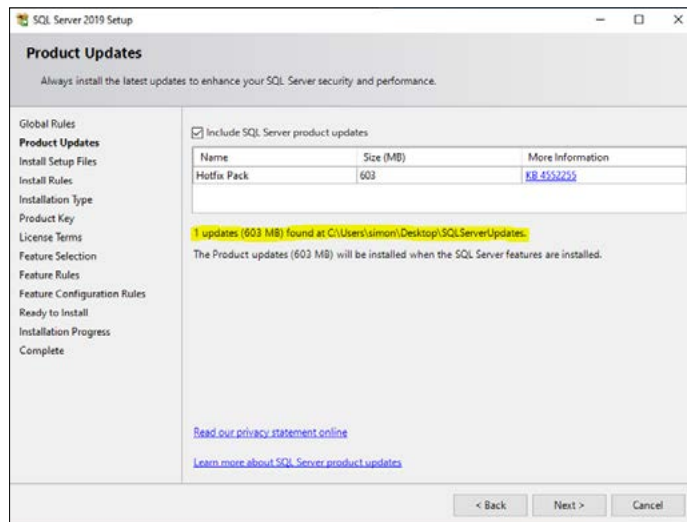 SQL Server 2019 Setup
Product Updates
Always install the latest updates to enhance your SQL Server security and performance.
Global Rules
Product Updates
Install Setup Files
Install Rules
Installation Type
Product Key
License Terms
Feature Selection
Feature Rules
Feature Configuration Rules
Ready to Install
Installation Progress
Complete
Include SQL Server product updates
Name Size (MB) More Information
Hotfix Pack 603 KB 4552255
1 updates (603 MB) found at C:\Users\simon\Desktop\SQLServerUpdates.
The Product updates (603 MB) will be installed when the SQL Server features are installed.
Read our privacy statement online
Learn more about SQL Server product updates
< Back Next > Cancel